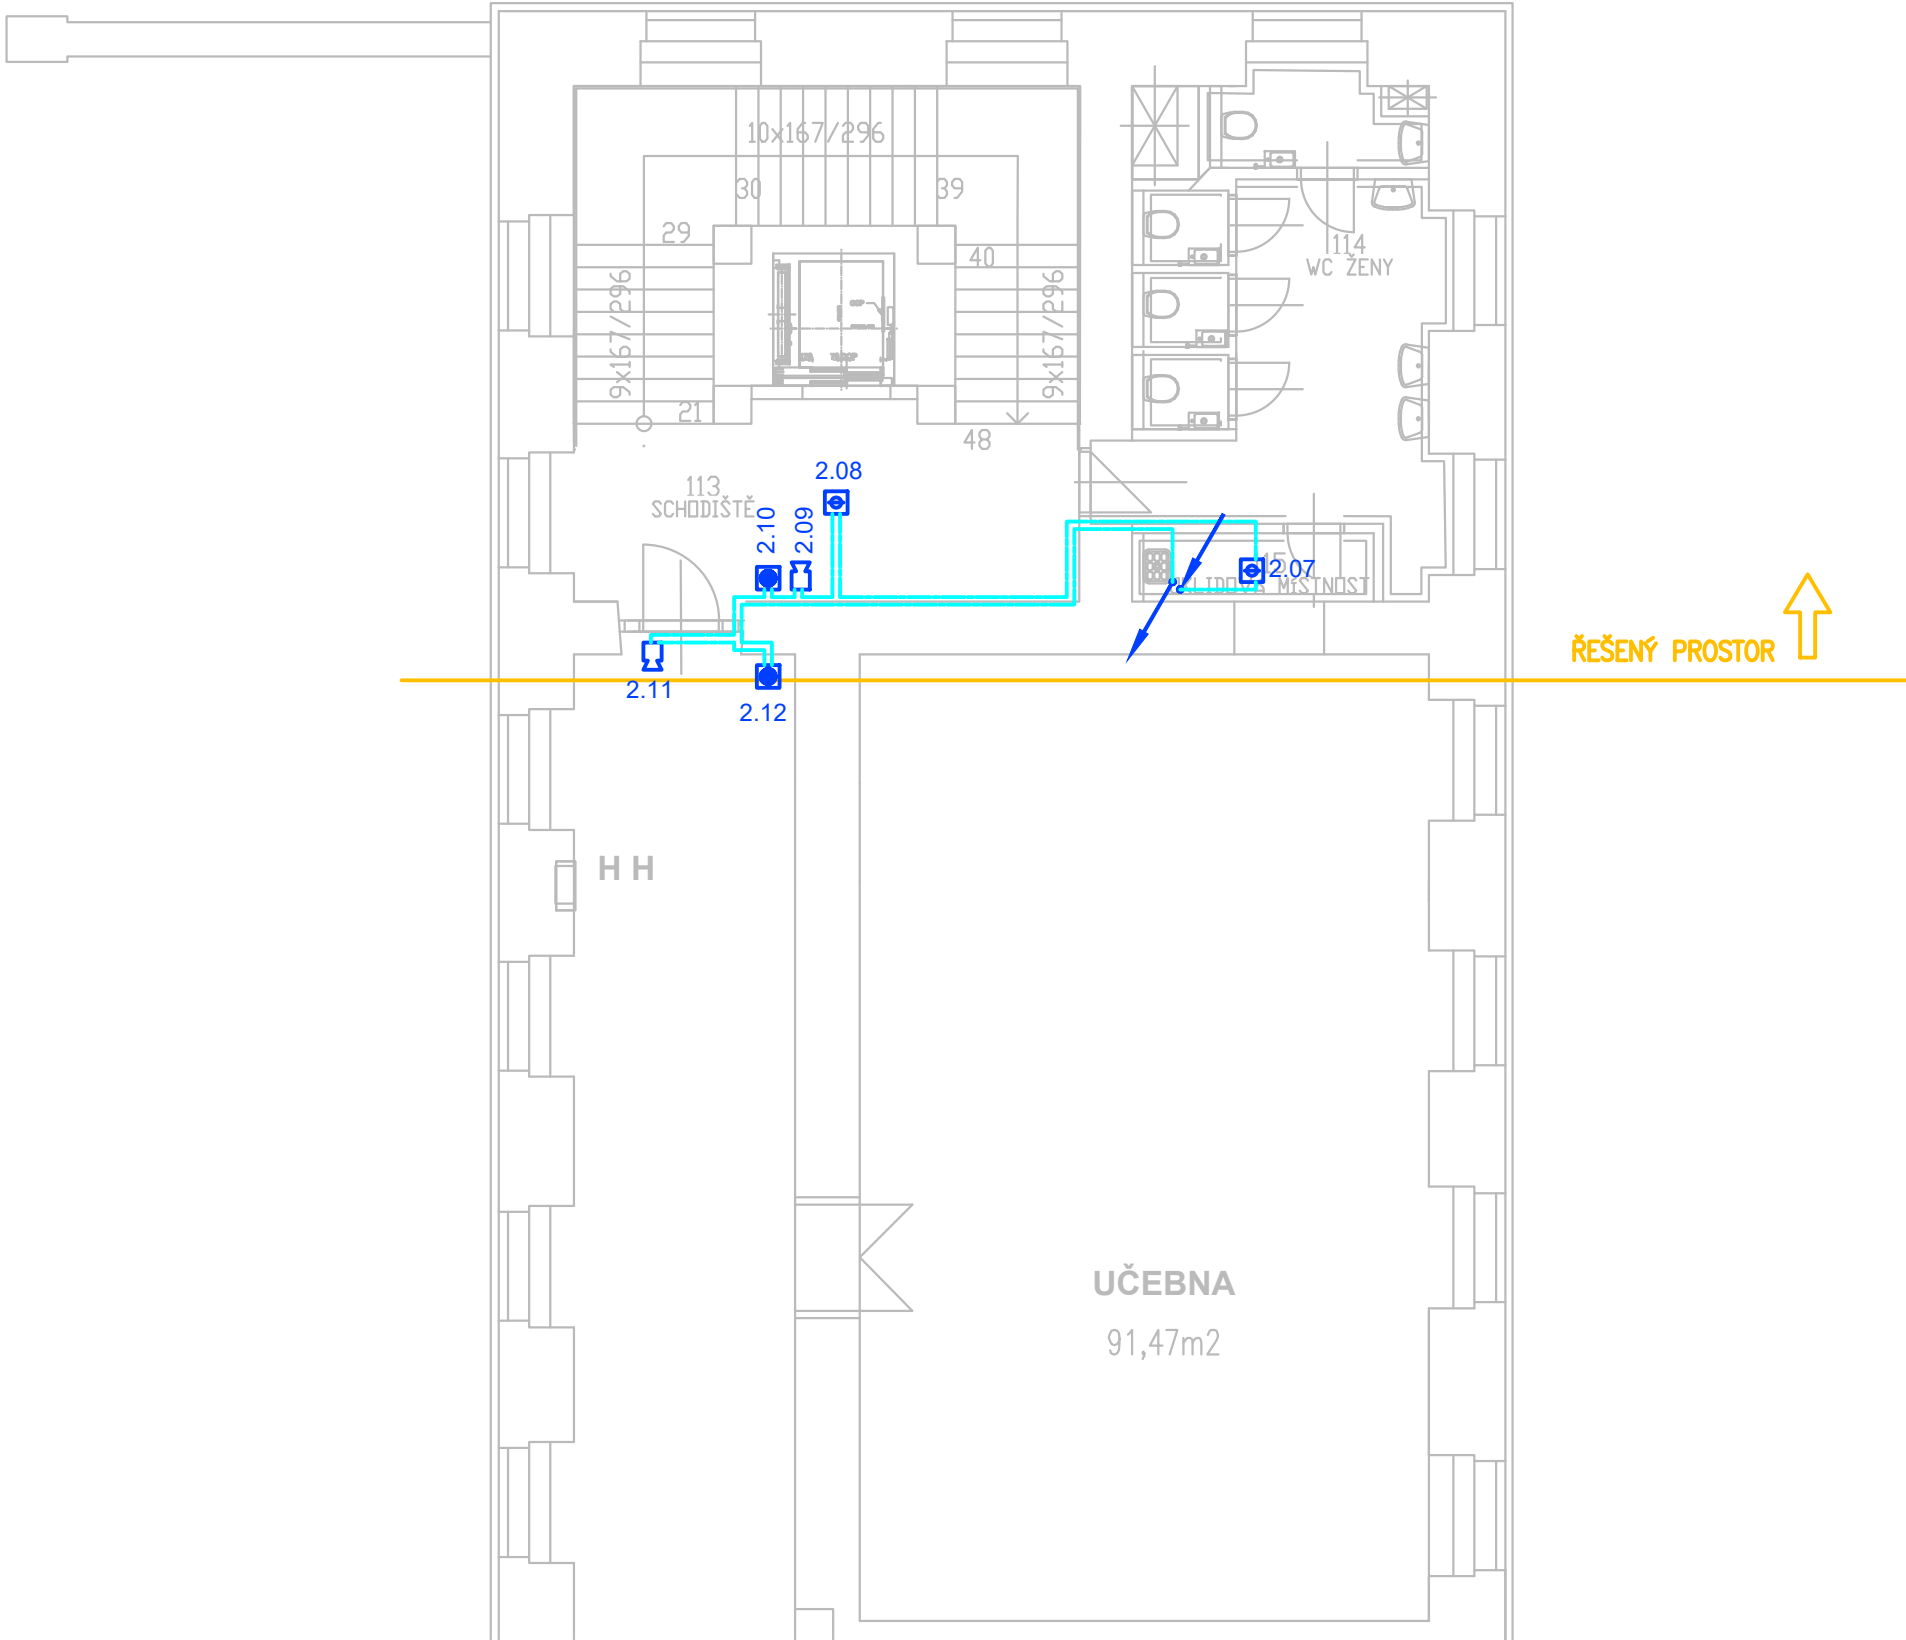 10x167/296
30
39
29
40
9x167/296
9x167/296
21
48
114
WC ŽENY
113
SCHODIŠTĚ
2.08
2.10
2.09
2.07
MÍSTNOST
ŘEŠENÝ PROSTOR
2.11
2.12
H H
UČEBNA
91,47m2